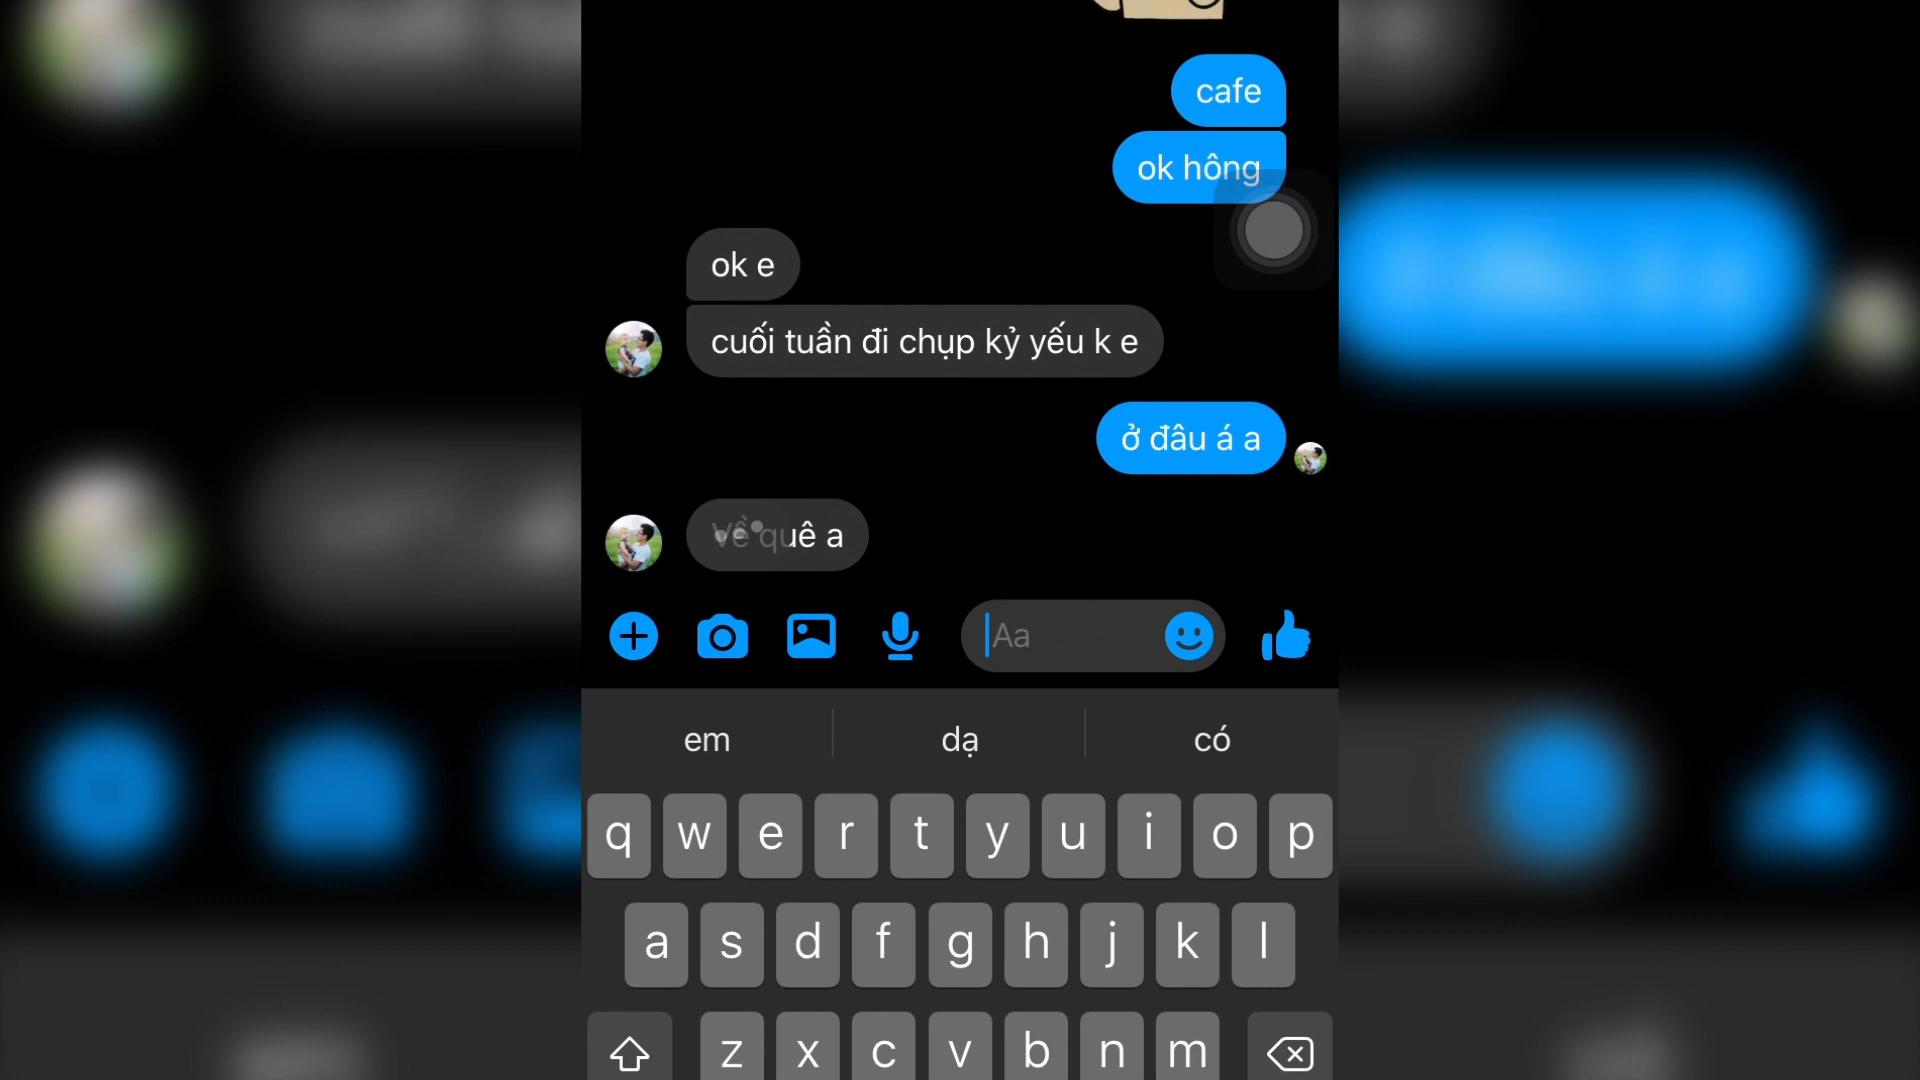 cafe
ok hông
ok e
cuối tuần đi chụp kỷ yếu k e
ở đâu á a
Về quê a
Aa
em dạ có
q w e r t y u i o p
a s d f g h j k l
z x c v b n m